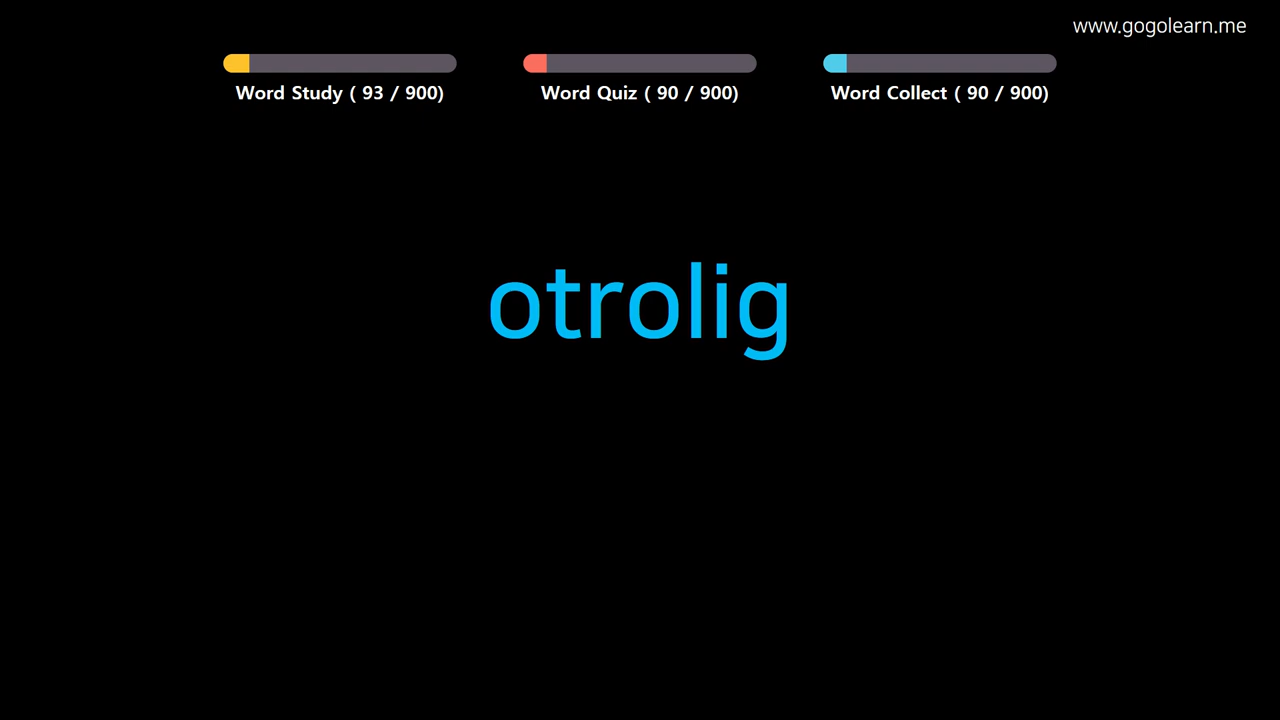 www.gogolearn.me
Word Study ( 93 / 900)
Word Quiz ( 90 / 900)
Word Collect ( 90 / 900)
otrolig